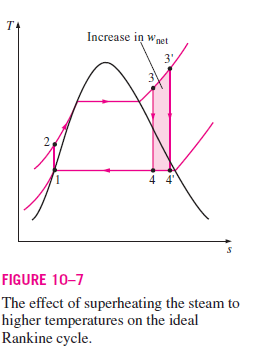 T
Increase in wnet
3'
3
2
1
4 4'
s
FIGURE 10–7
The effect of superheating the steam to
higher temperatures on the ideal
Rankine cycle.